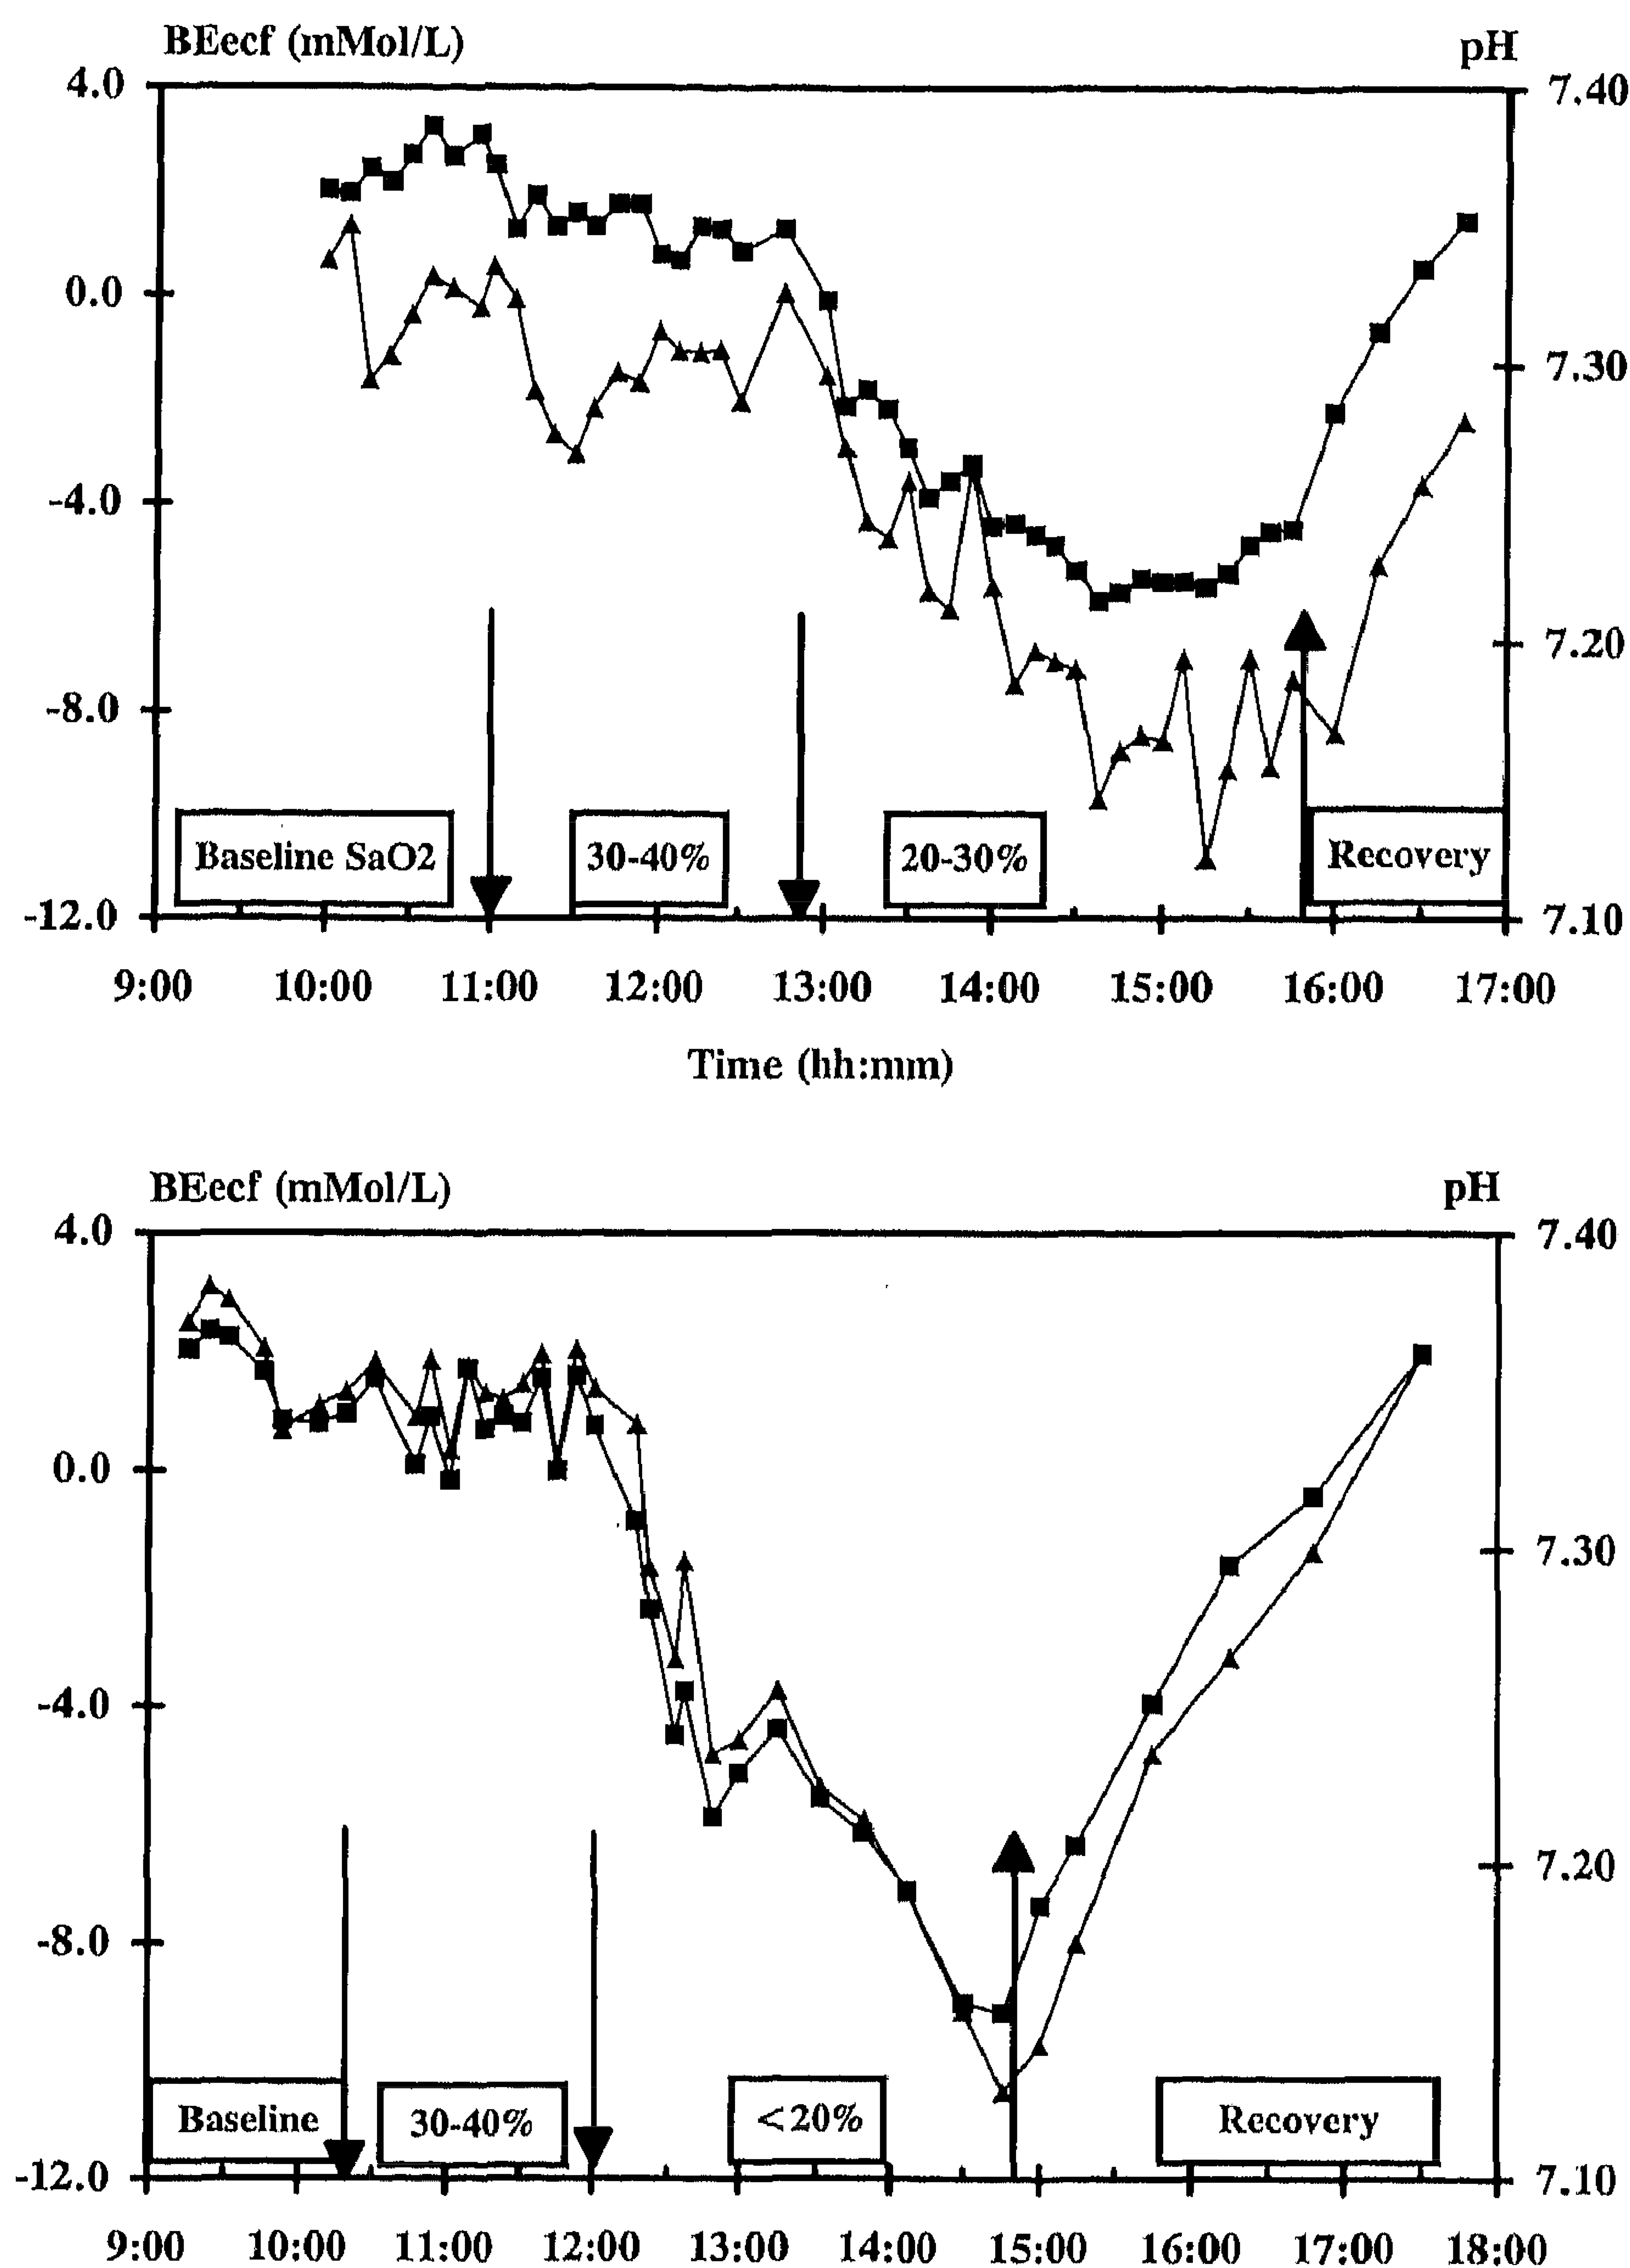 BEecf (mMol/L) pH
4.0 7.40
0.0
7.30
-4.0
7.20
-8.0
Baseline SaO2 30-40% 20-30% Recovery
-12.0 7.10
9:00 10:00 11:00 12:00 13:00 14:00 15:00 16:00 17:00
Time (hh:mm)
BEecf (mMol/L) pH
4.0 7.40
0.0
7.30
-4.0
7.20
-8.0
Baseline 30-40% <20% Recovery
-12.0 7.10
9:00 10:00 11:00 12:00 13:00 14:00 15:00 16:00 17:00 18:00